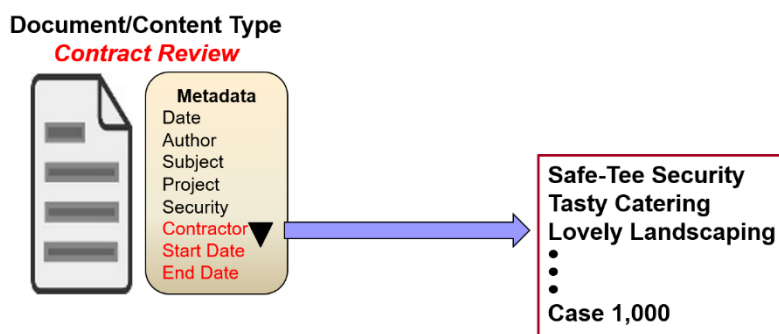 Document/Content Type
Contract Review
Metadata
Date
Author
Subject
Project
Security
Contractor
Start Date
End Date
Safe-Tee Security
Tasty Catering
Lovely Landscaping
•
•
•
Case 1,000